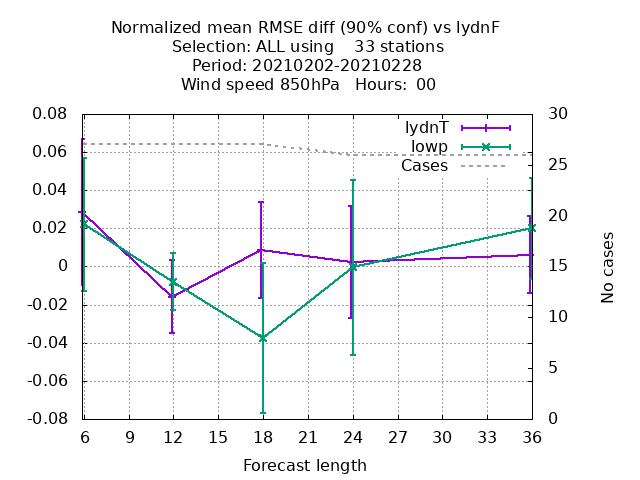 Normalized mean RMSE diff (90% conf) vs lydnF
Selection: ALL using 33 stations
Period: 20210202-20210228
Wind speed 850hPa Hours: 00
lydnT
lowp
Cases
0.08
0.06
0.04
0.02
0
-0.02
-0.04
-0.06
-0.08
30
25
20
15
10
5
0
No cases
6 9 12 15 18 21 24 27 30 33 36
Forecast length